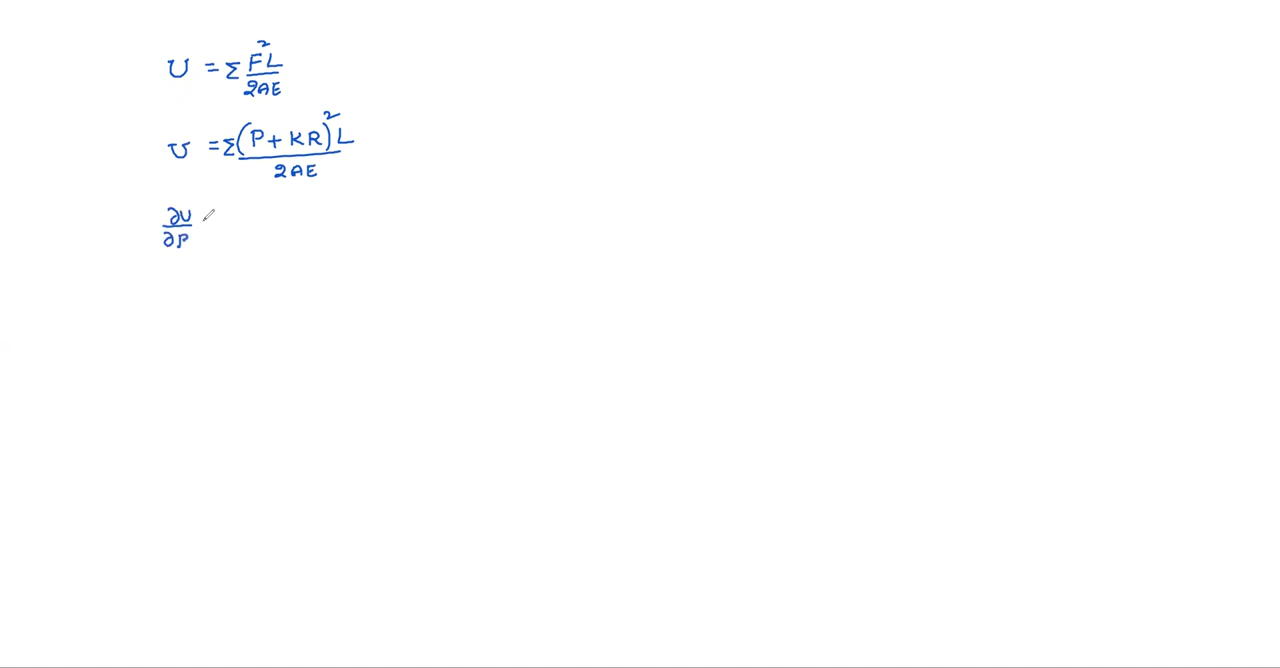 U = Σ F²L / 2AE
U = Σ (P + KR)² L / 2AE
∂U / ∂P